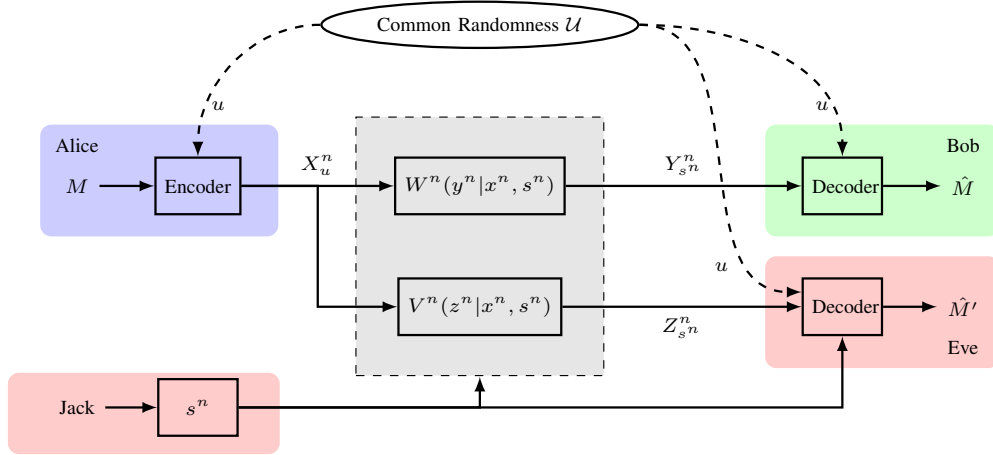 Common Randomness 𝒰
u
u
Alice
Bob
M
Encoder
X_u^n
W^n(y^n|x^n, s^n)
Y_{s^n}^n
Decoder
M̂
u
V^n(z^n|x^n, s^n)
Z_{s^n}^n
Decoder
M̂′
Eve
Jack
s^n